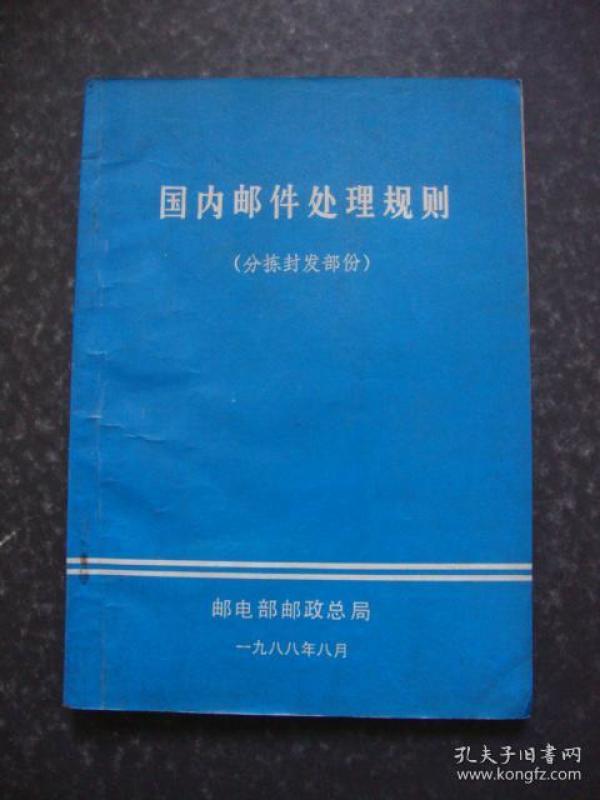 国内邮件处理规则
(分拣封发部份)
邮电部邮政总局
一九八八年八月
孔夫子旧书网
www.kongfz.com